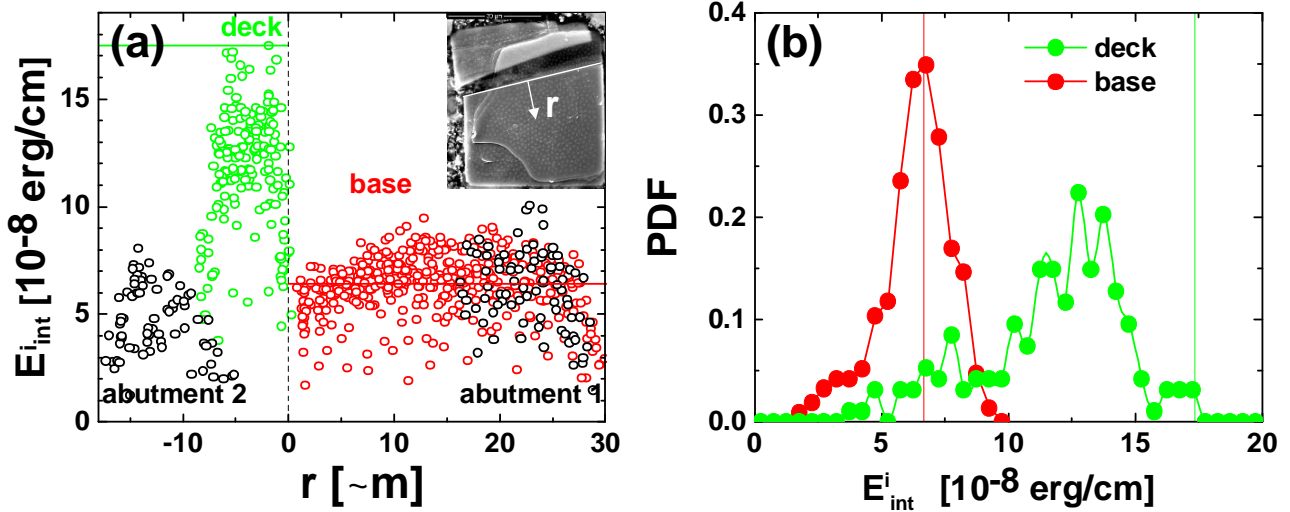 (a)
deck
base
abutment 2
abutment 1
r
E^i_int [10^-8 erg/cm]
15
10
5
0
-10
0
10
20
30
r [~m]
(b)
deck
base
PDF
0.4
0.3
0.2
0.1
0.0
0
5
10
15
20
E^i_int [10^-8 erg/cm]